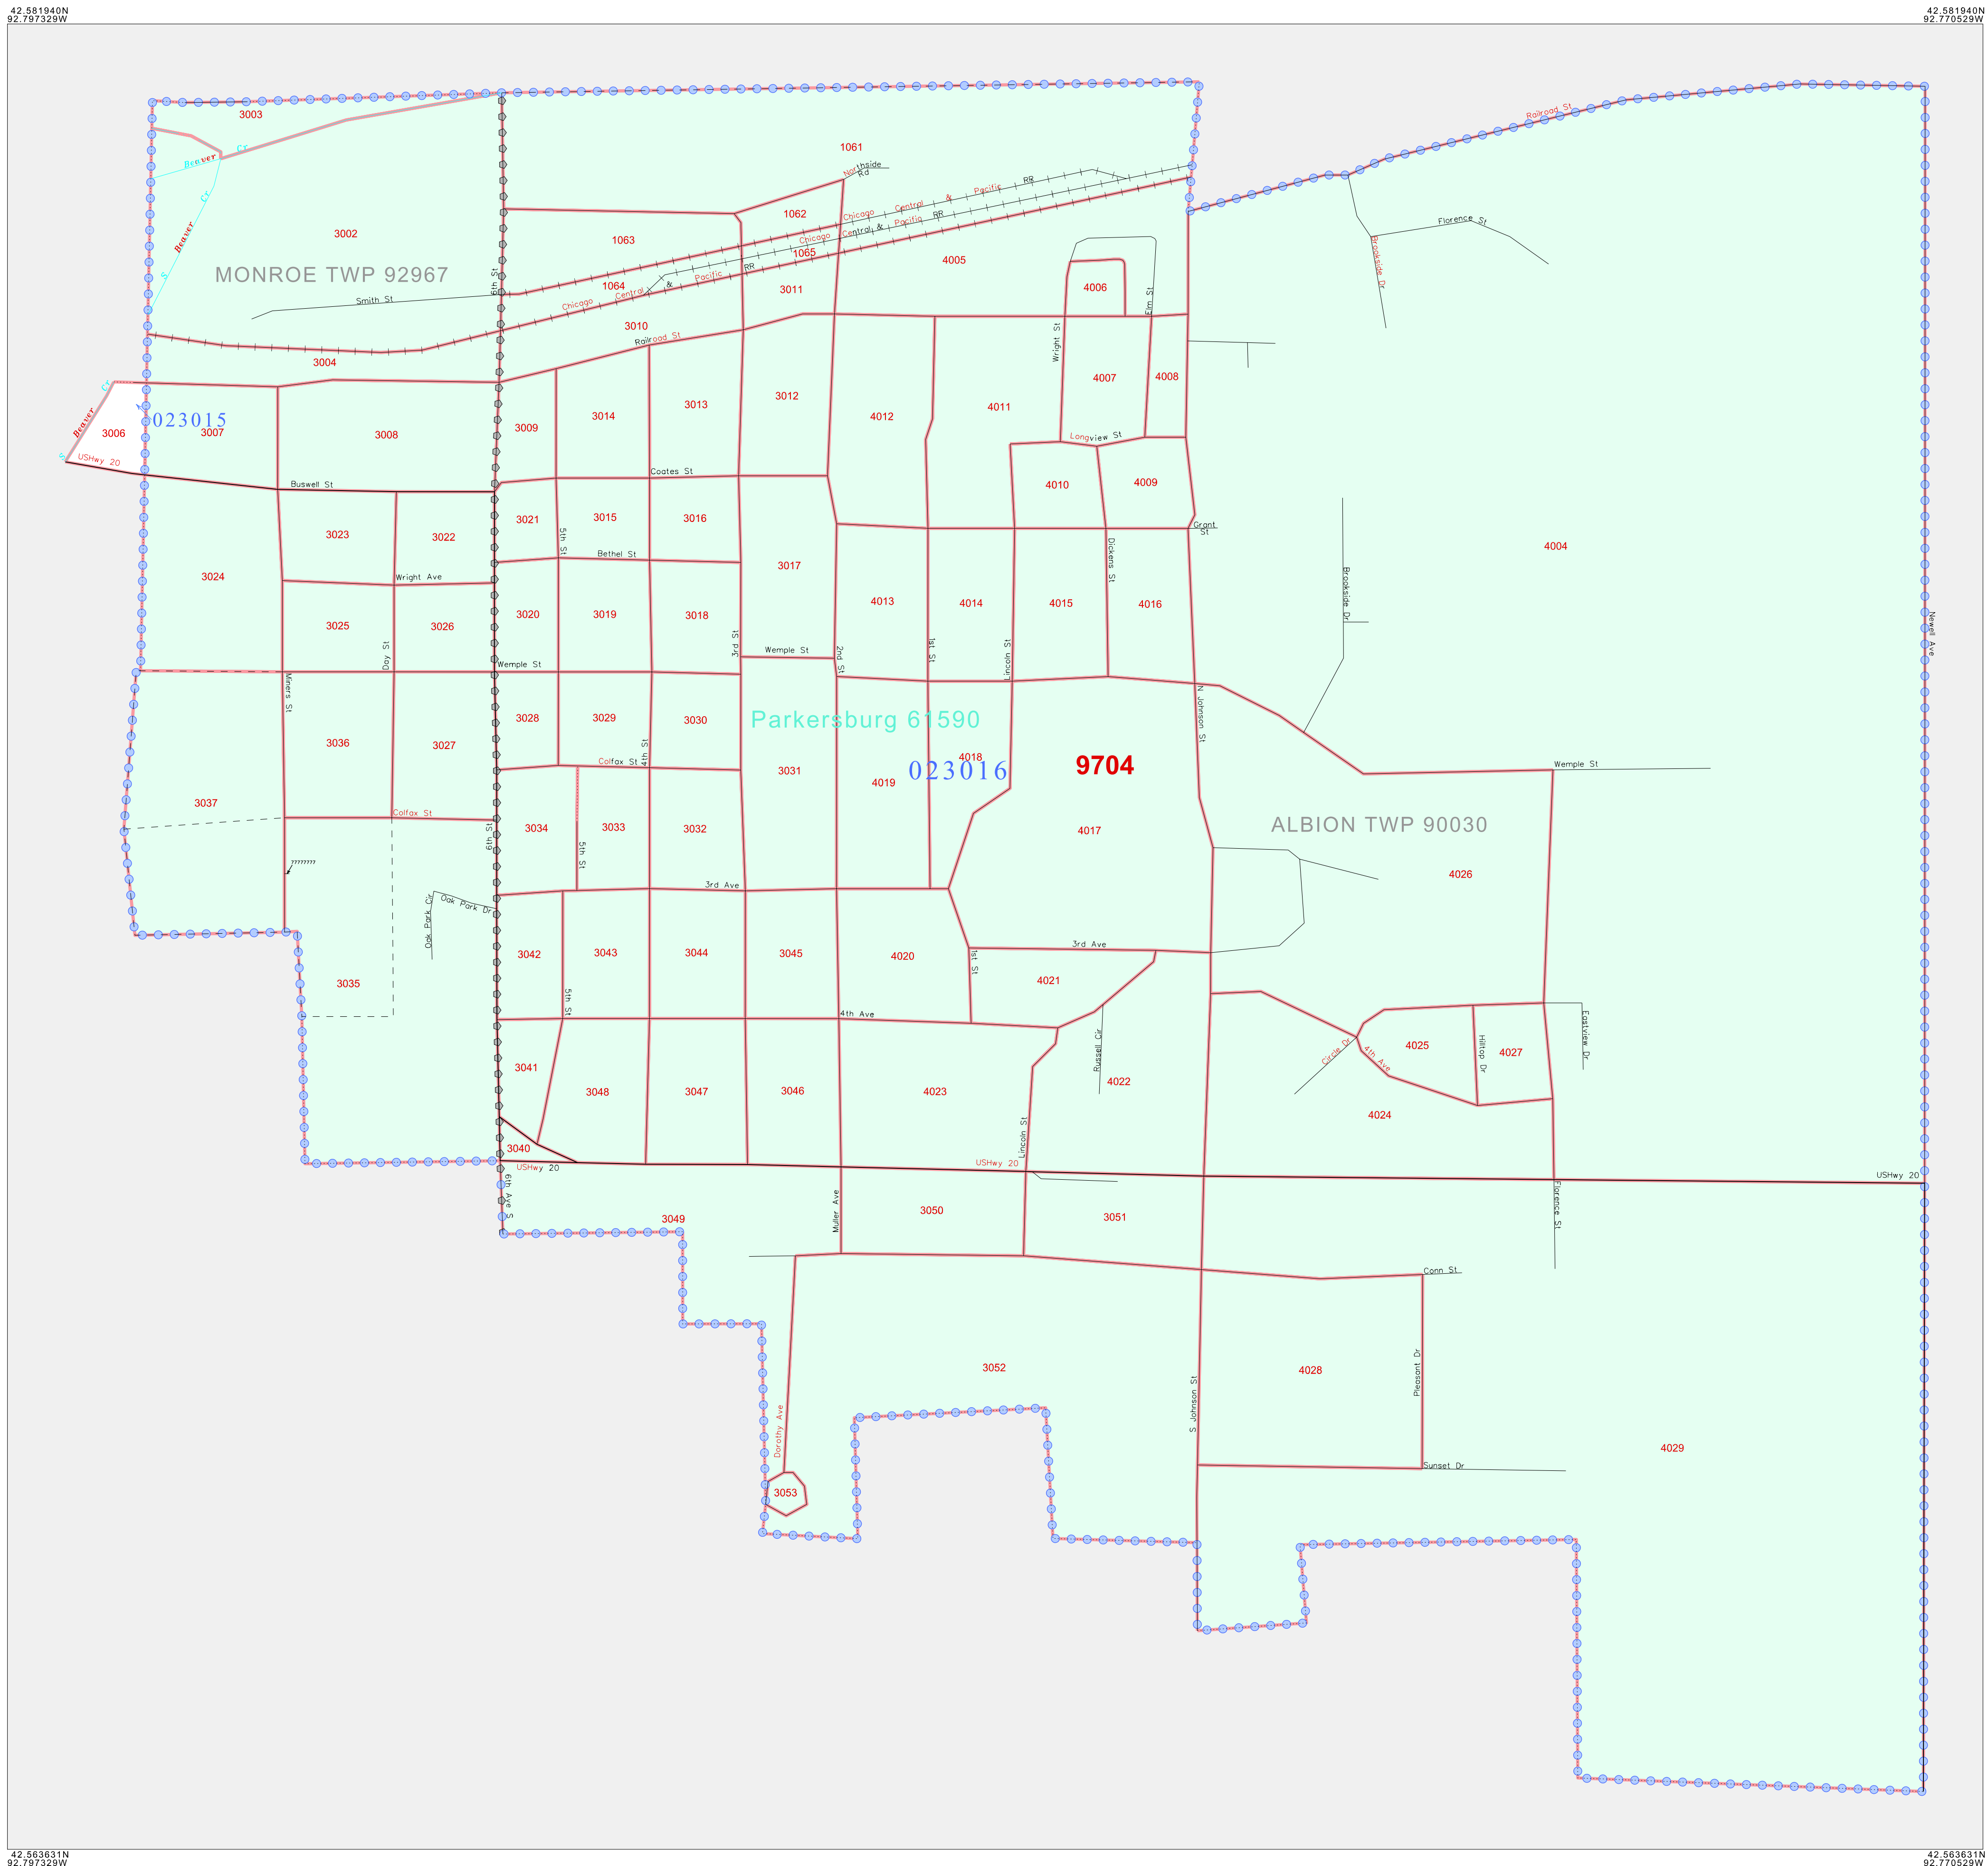 42.581940N
92.797329W
42.581940N
92.770529W
3003
Railroad St
Beaver Cr
1061
Northside
Rd
RR
Chicago Central & Pacific
1062
Florence St
3002
S Beaver Cr
1063
Chicago Central & Pacific RR
1065
4005
Brookside Dr
MONROE TWP 92967
6th St
1064
Chicago Central & Pacific RR
3011
4006
Elm St
Smith St
3010
Railroad St
Wright St
3004
4007
4008
Beaver Cr
3006
023015
3007
3008
3009
3014
3013
3012
4012
4011
Longview St
USHwy 20
Buswell St
Coates St
4010
4009
3021
3015
3016
Grant
St
3023
3022
5th St
Bethel St
3017
Dickens St
4004
3024
Wright Ave
Brookside Dr
3020
3019
3018
4013
4014
4015
4016
3025
3026
Day St
3rd St
Wemple St
2nd St
1st St
Lincoln St
Newell Ave
Wemple St
Miners St
N Johnson St
3028
3029
3030
Parkersburg 61590
3036
3027
4th St
Colfax St
3031
4019
4018
023016
9704
Wemple St
3037
Colfax St
6th St
3034
3033
3032
4017
ALBION TWP 90030
5th St
????????
4026
3rd Ave
Oak Park Cir
Oak Park Dr
3rd Ave
3042
3043
3044
3045
4020
1st St
3035
4021
5th St
4th Ave
Russell Cir
Circle Dr
4th Ave
4025
Hilltop Dr
4027
Eastview Dr
3041
3048
3047
3046
4023
4022
4024
Lincoln St
3040
USHwy 20
USHwy 20
USHwy 20
6th Ave S
Muller Ave
Florence St
3049
3050
3051
Conn St
3052
4028
Pleasant Dr
Dorothy Ave
S Johnson St
4029
Sunset Dr
3053
42.563631N
92.797329W
42.563631N
92.770529W